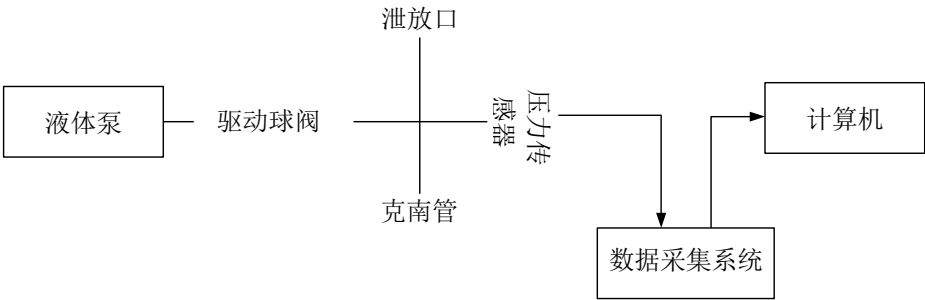 泄放口
液体泵
驱动球阀
压力传
感器
计算机
克南管
数据采集系统